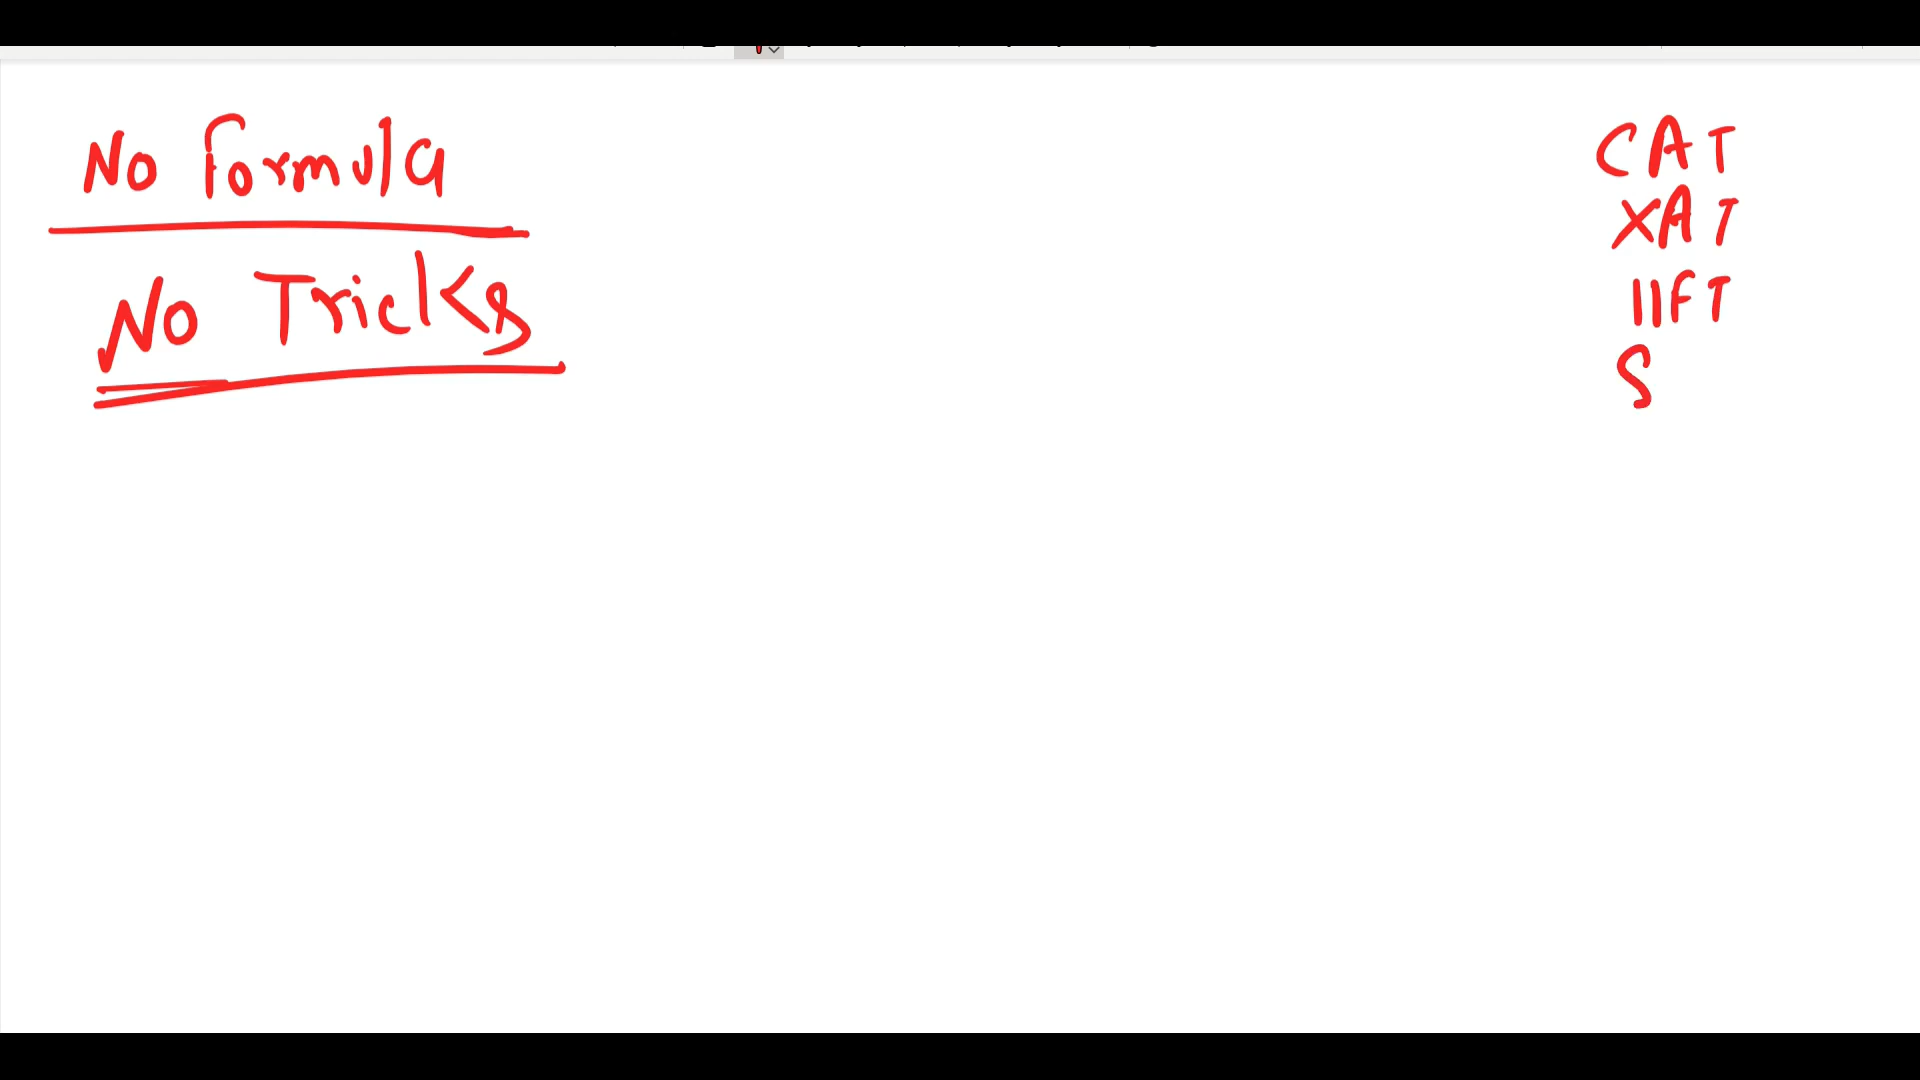 No Formula
No Tricks
CAT
XAT
IIFT
S